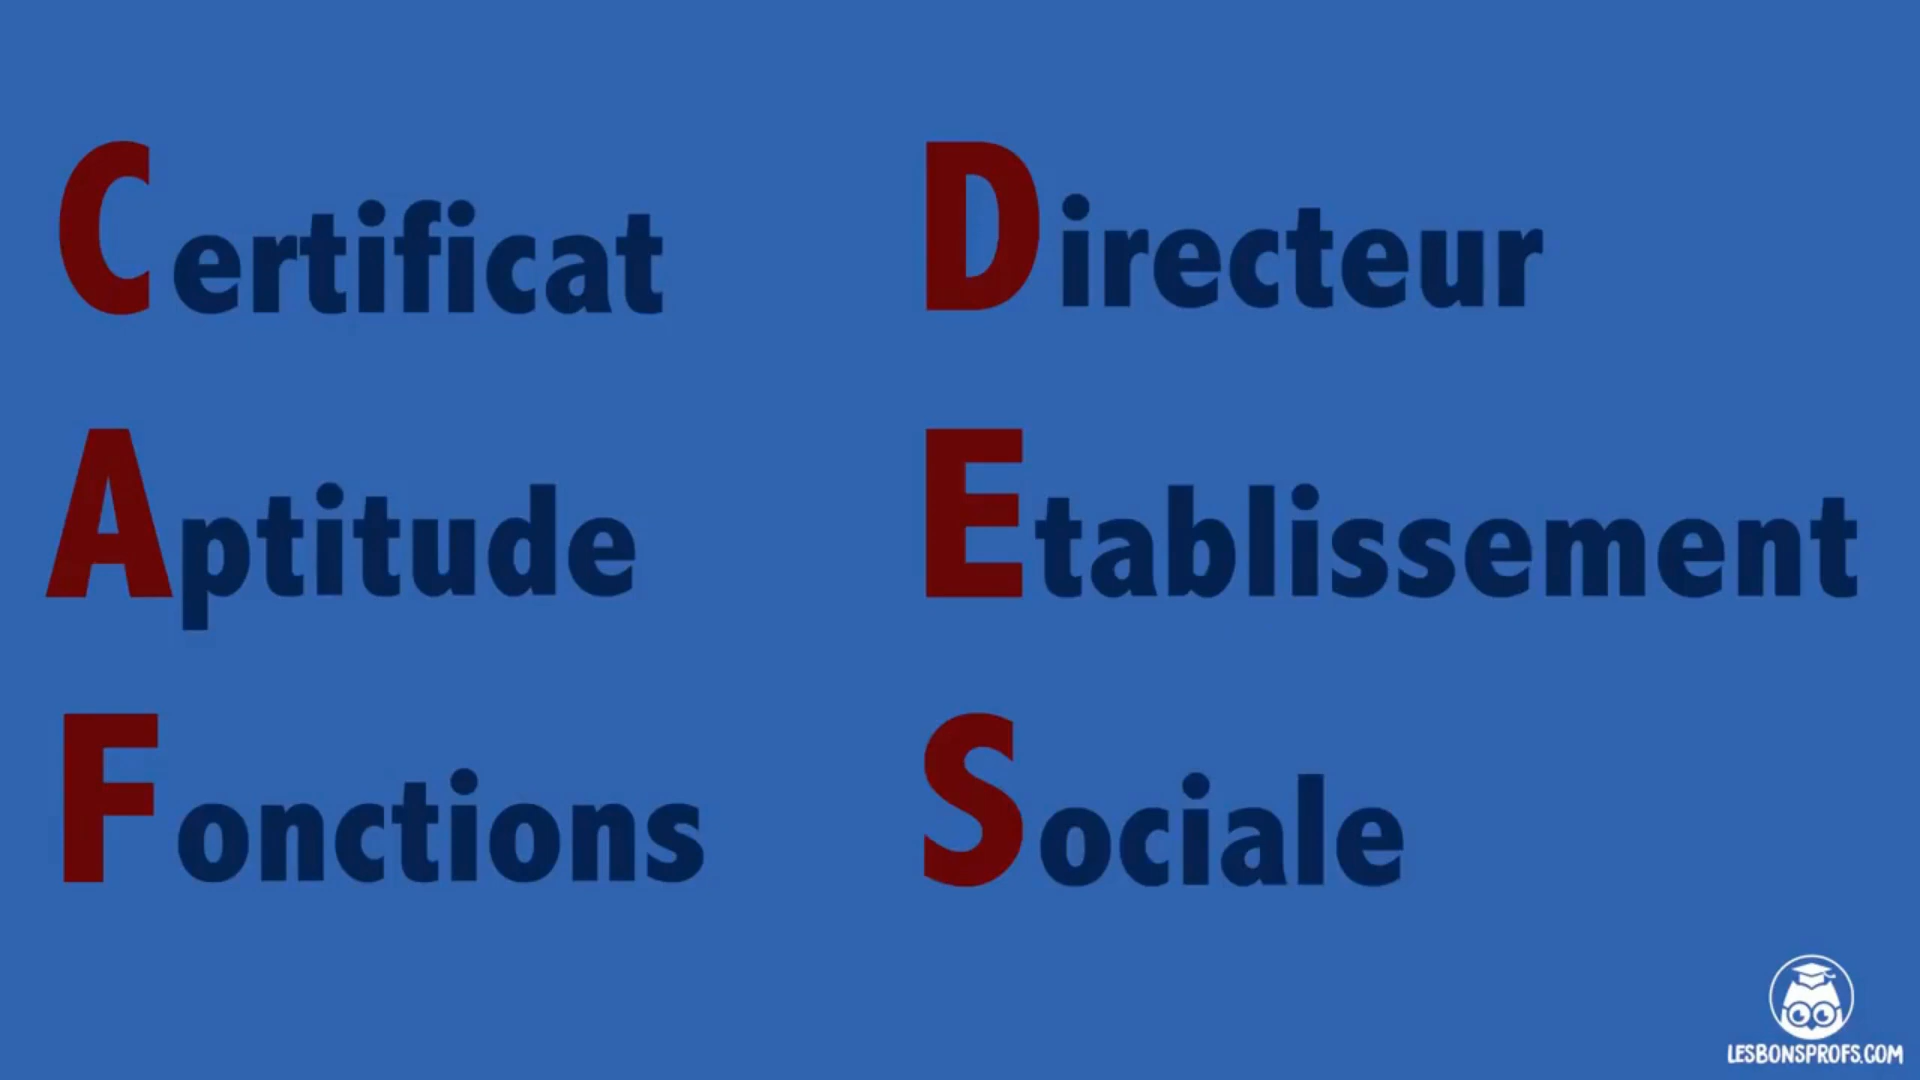 Certificat
Aptitude
Fonctions
Directeur
Etablissement
Sociale
LESBONSPROFS.COM